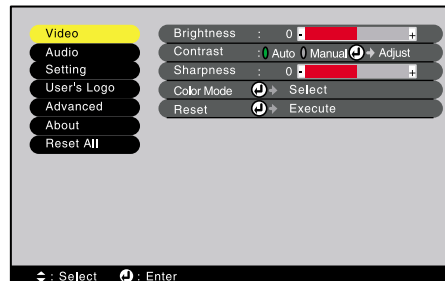 Video
Audio
Setting
User's Logo
Advanced
About
Reset All
Brightness : 0 - +
Contrast : Auto Manual Adjust
Sharpness : 0 - +
Color Mode Select
Reset Execute
: Select : Enter